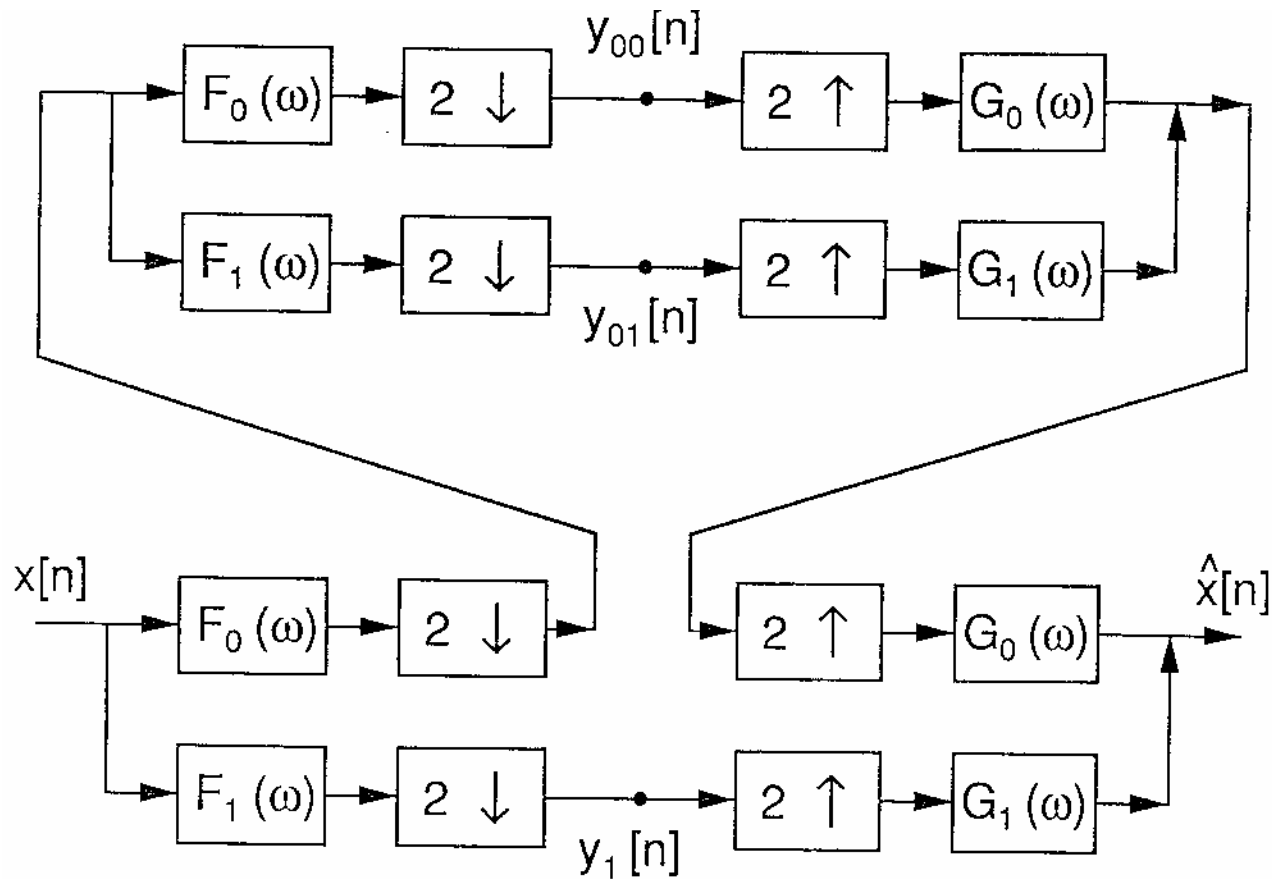 y₀₀[n]
F₀(ω) 2 ↓ 2 ↑ G₀(ω)
F₁(ω) 2 ↓ 2 ↑ G₁(ω)
y₀₁[n]
x[n] x̂[n]
F₀(ω) 2 ↓ 2 ↑ G₀(ω)
F₁(ω) 2 ↓ 2 ↑ G₁(ω)
y₁[n]